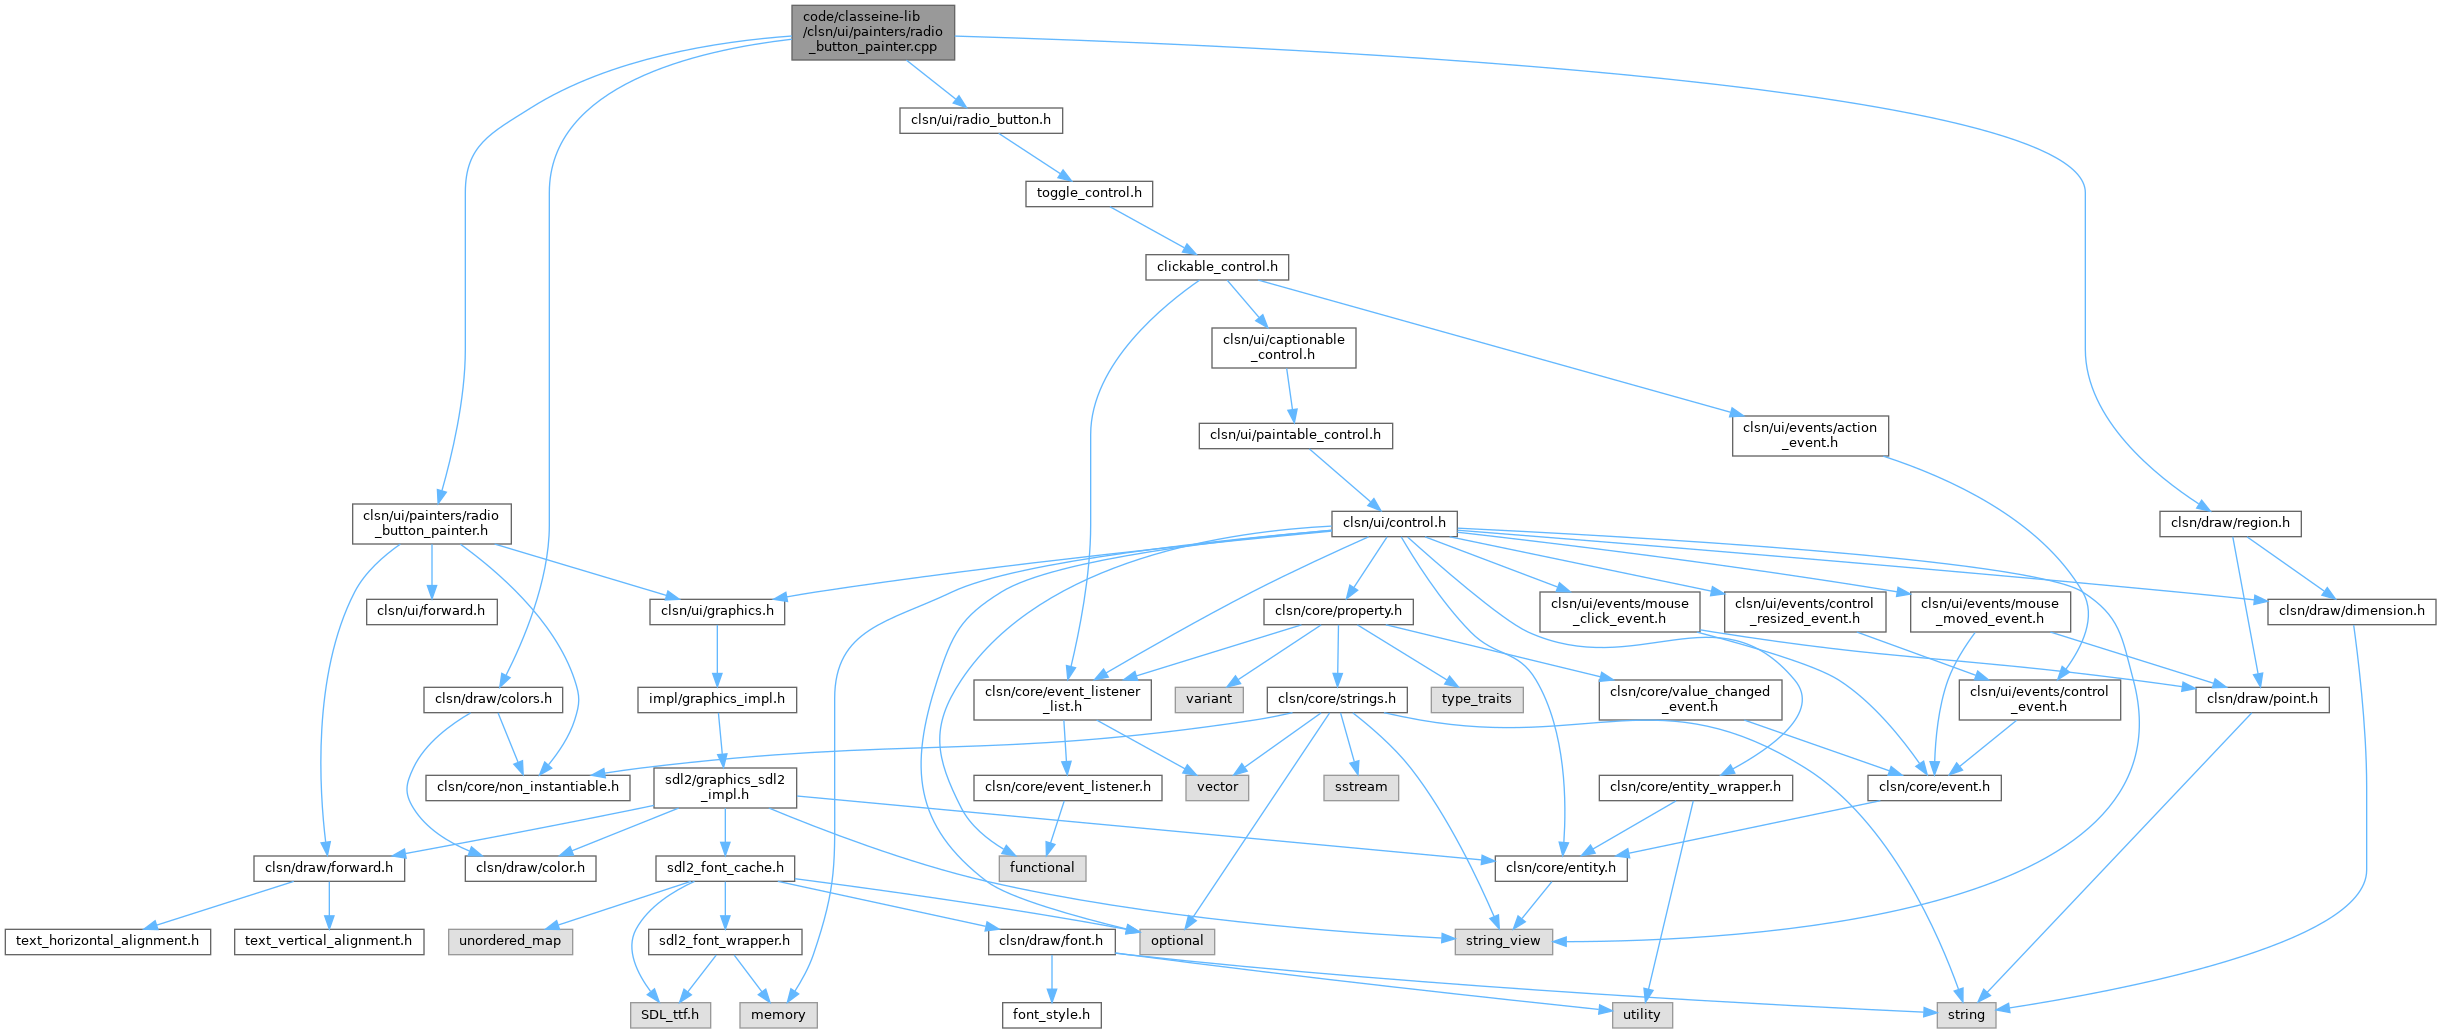 code/classeine-lib
/clsn/ui/painters/radio
_button_painter.cpp
clsn/ui/radio_button.h
toggle_control.h
clickable_control.h
clsn/ui/captionable
_control.h
clsn/ui/events/action
_event.h
clsn/ui/paintable_control.h
clsn/ui/painters/radio
_button_painter.h
clsn/ui/control.h
clsn/draw/region.h
clsn/ui/forward.h
clsn/ui/graphics.h
clsn/core/property.h
clsn/ui/events/mouse
_click_event.h
clsn/ui/events/control
_resized_event.h
clsn/ui/events/mouse
_moved_event.h
clsn/draw/dimension.h
clsn/draw/colors.h
impl/graphics_impl.h
clsn/core/event_listener
_list.h
variant
clsn/core/strings.h
type_traits
clsn/core/value_changed
_event.h
clsn/ui/events/control
_event.h
clsn/draw/point.h
clsn/core/non_instantiable.h
sdl2/graphics_sdl2
_impl.h
clsn/core/event_listener.h
vector
sstream
clsn/core/entity_wrapper.h
clsn/core/event.h
clsn/draw/forward.h
clsn/draw/color.h
sdl2_font_cache.h
functional
clsn/core/entity.h
text_horizontal_alignment.h
text_vertical_alignment.h
unordered_map
sdl2_font_wrapper.h
clsn/draw/font.h
optional
string_view
SDL_ttf.h
memory
font_style.h
utility
string